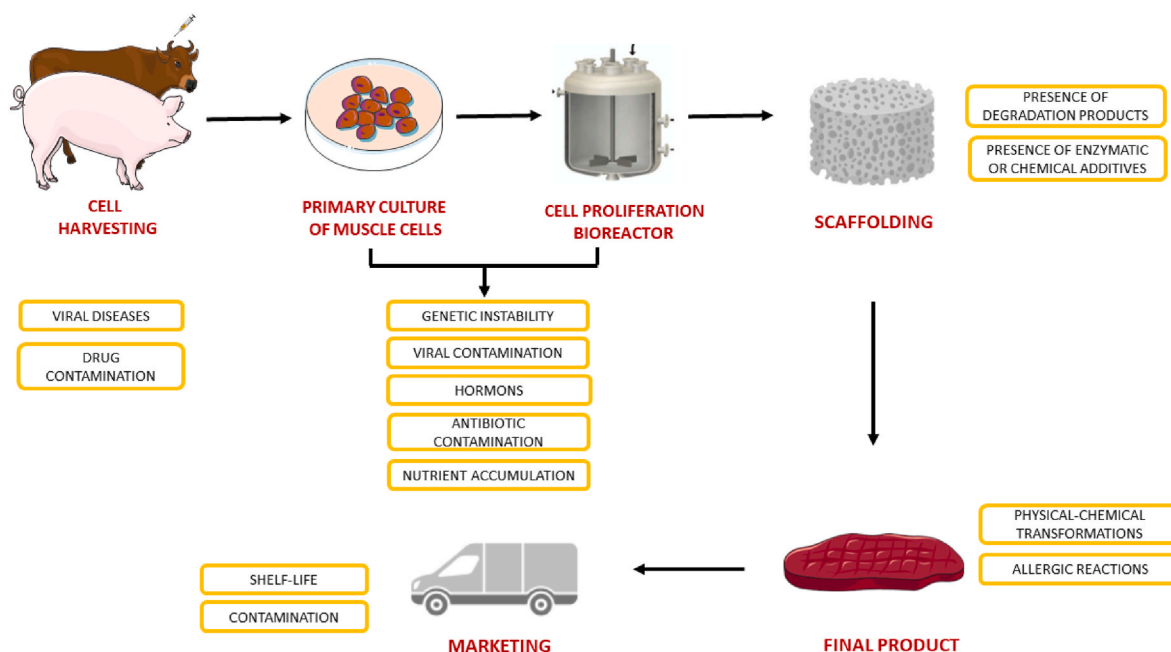 CELL
HARVESTING
PRIMARY CULTURE
OF MUSCLE CELLS
CELL PROLIFERATION
BIOREACTOR
SCAFFOLDING
PRESENCE OF
DEGRADATION PRODUCTS
PRESENCE OF ENZYMATIC
OR CHEMICAL ADDITIVES
VIRAL DISEASES
DRUG
CONTAMINATION
GENETIC INSTABILITY
VIRAL CONTAMINATION
HORMONS
ANTIBIOTIC
CONTAMINATION
NUTRIENT ACCUMULATION
PHYSICAL-CHEMICAL
TRANSFORMATIONS
ALLERGIC REACTIONS
FINAL PRODUCT
SHELF-LIFE
CONTAMINATION
MARKETING